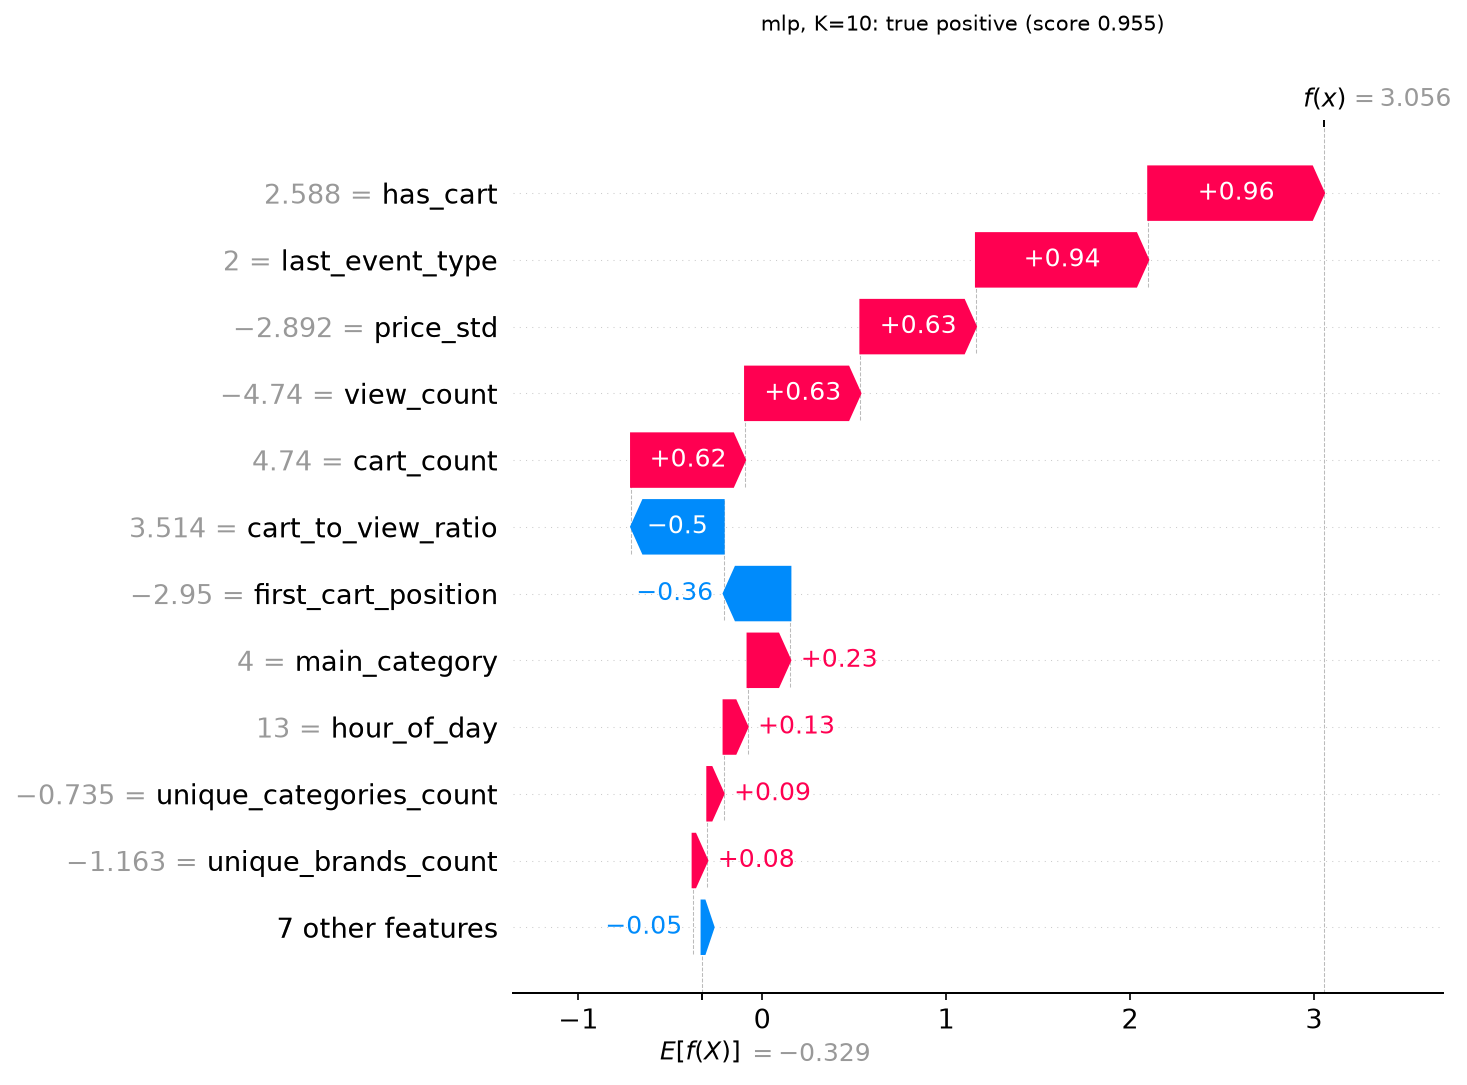 mlp, K=10: true positive (score 0.955)
f(x) = 3.056
2.588 = has_cart +0.96
2 = last_event_type +0.94
−2.892 = price_std +0.63
−4.74 = view_count +0.63
4.74 = cart_count +0.62
3.514 = cart_to_view_ratio −0.5
−2.95 = first_cart_position −0.36
4 = main_category +0.23
13 = hour_of_day +0.13
−0.735 = unique_categories_count +0.09
−1.163 = unique_brands_count +0.08
7 other features −0.05
−1 0 1 2 3
E[f(X)] = −0.329